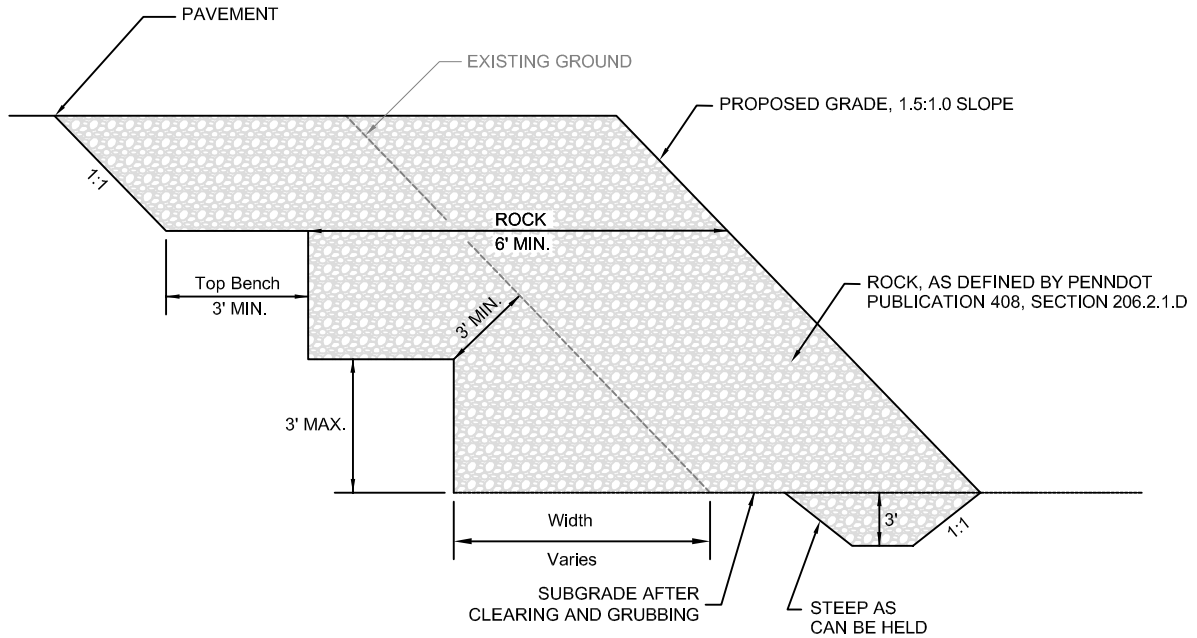 PAVEMENT
EXISTING GROUND
PROPOSED GRADE, 1.5:1.0 SLOPE
1:1
ROCK
6' MIN.
Top Bench
3' MIN.
ROCK, AS DEFINED BY PENNDOT
PUBLICATION 408, SECTION 206.2.1.D
3' MIN.
3' MAX.
3'
1:1
Width
Varies
SUBGRADE AFTER
CLEARING AND GRUBBING
STEEP AS
CAN BE HELD